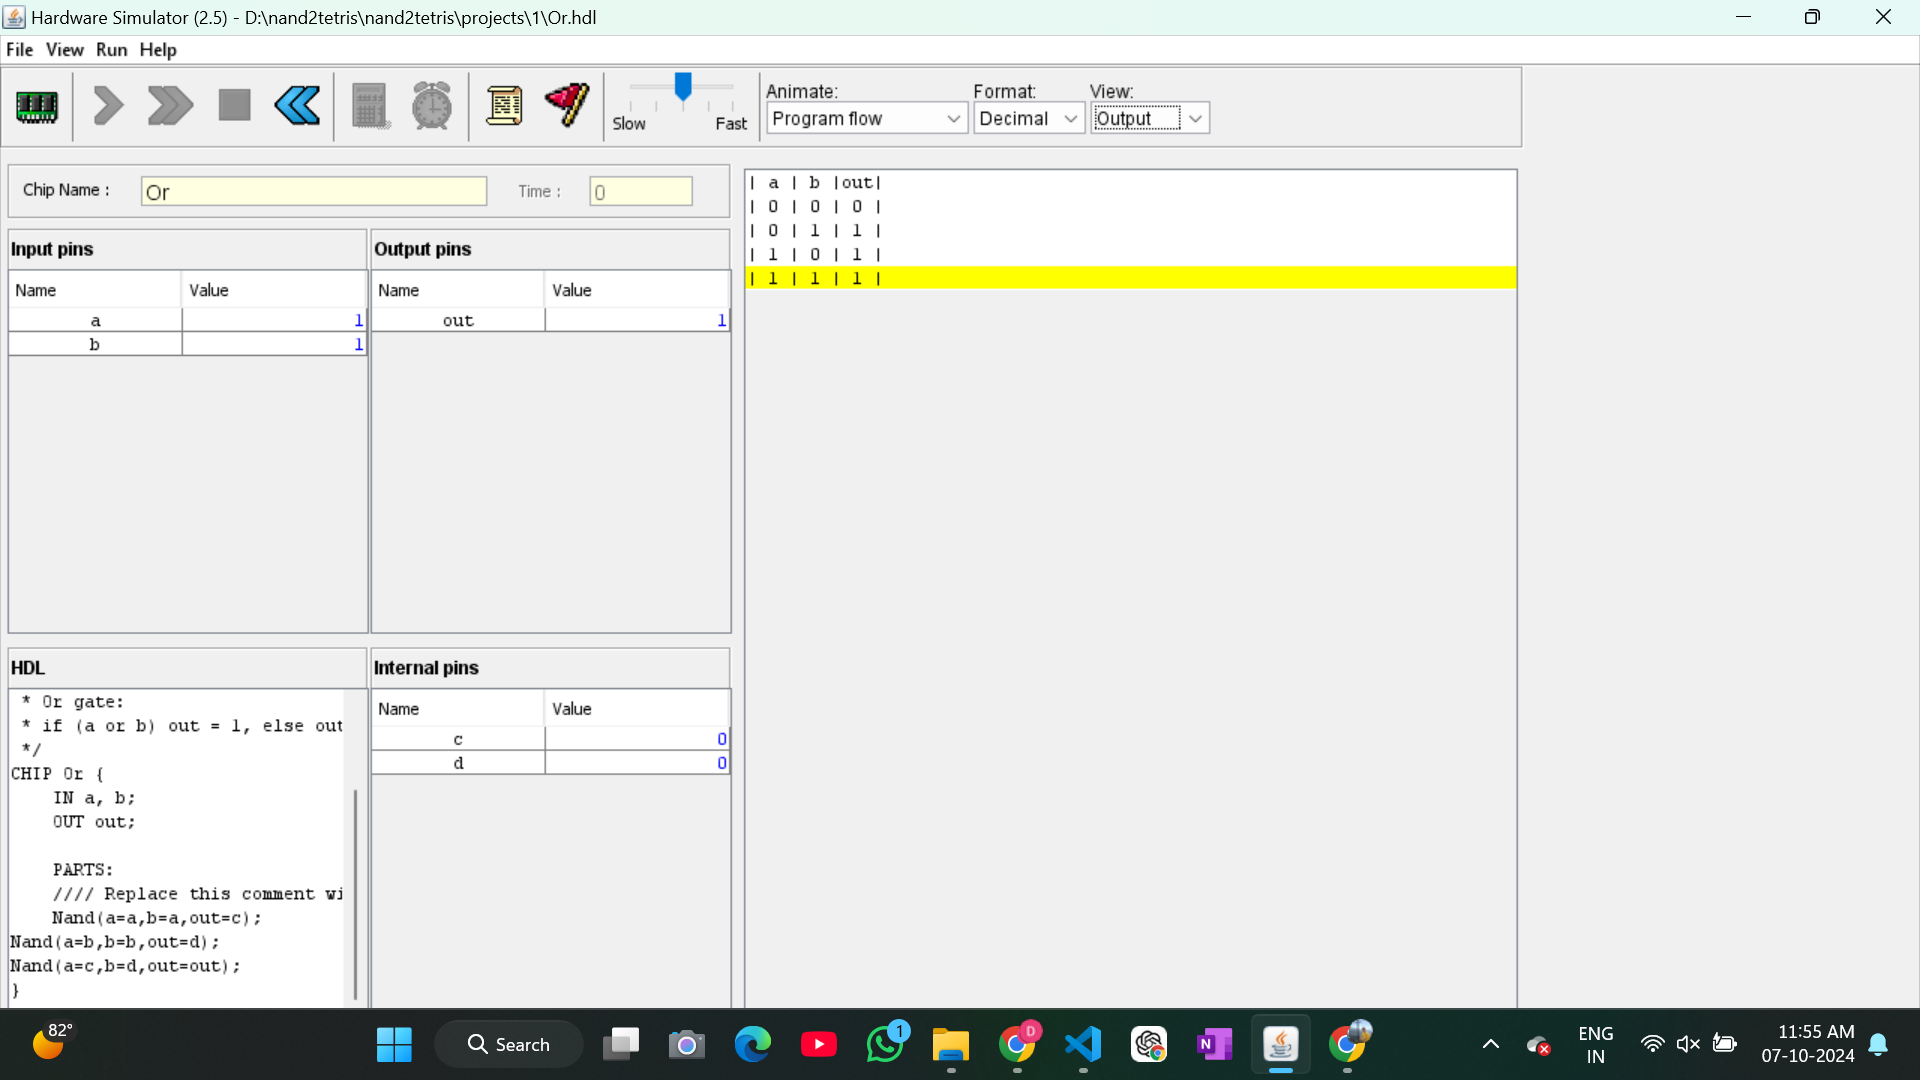 Hardware Simulator (2.5) - D:\nand2tetris\nand2tetris\projects\1\Or.hdl
File View Run Help
Slow Fast
Animate: Format: View:
Program flow Decimal Output
Chip Name : Or Time : 0
Input pins
Name Value
a 1
b 1
Output pins
Name Value
out 1
| a | b |out|
| 0 | 0 | 0 |
| 0 | 1 | 1 |
| 1 | 0 | 1 |
| 1 | 1 | 1 |
HDL
* Or gate:
* if (a or b) out = 1, else out
*/
CHIP Or {
IN a, b;
OUT out;
PARTS:
//// Replace this comment wi
Nand(a=a,b=a,out=c);
Nand(a=b,b=b,out=d);
Nand(a=c,b=d,out=out);
}
Internal pins
Name Value
c 0
d 0
82°
Search
1
D
N
ENG
IN
11:55 AM
07-10-2024